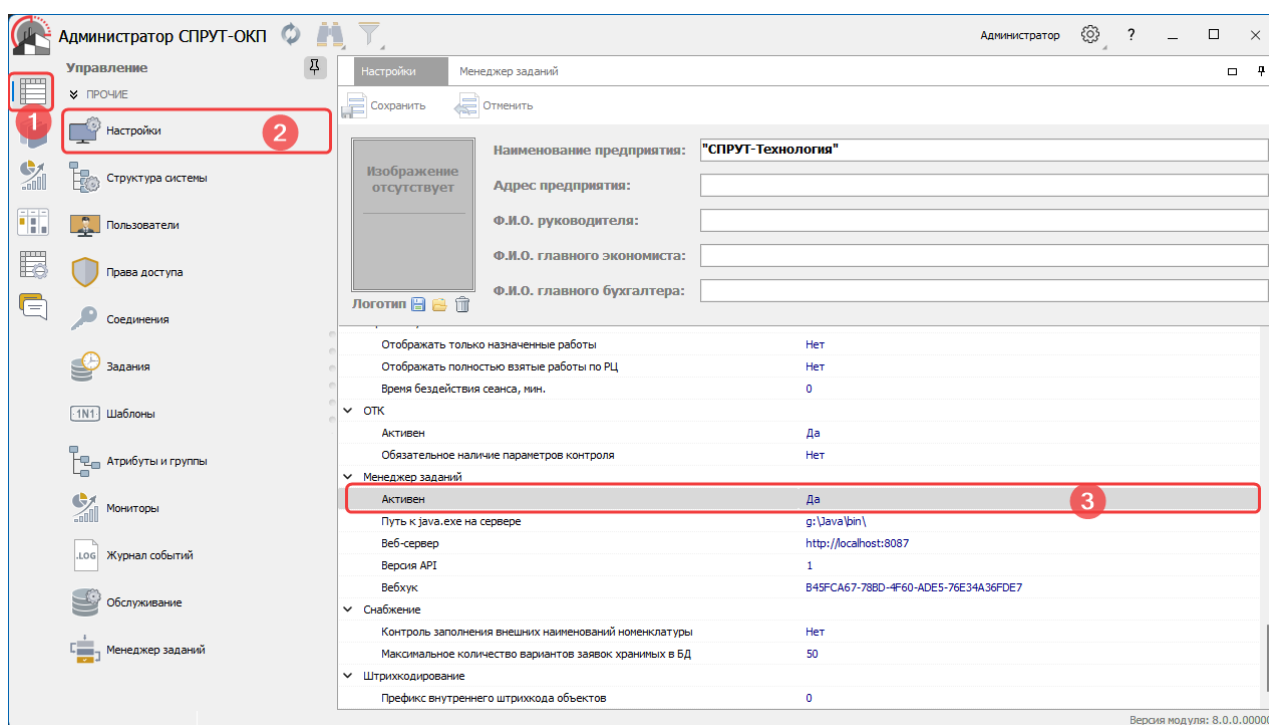 Администратор СПРУТ-ОКП
Администратор
?
Управление
ПРОЧИЕ
1
Настройки
2
Структура системы
Пользователи
Права доступа
Соединения
Задания
1N1 Шаблоны
Атрибуты и группы
Мониторы
.LOG Журнал событий
Обслуживание
Менеджер заданий
Настройки Менеджер заданий
Сохранить Отменить
Изображение отсутствует
Логотип
Наименование предприятия: "СПРУТ-Технология"
Адрес предприятия:
Ф.И.О. руководителя:
Ф.И.О. главного экономиста:
Ф.И.О. главного бухгалтера:
Отображать только назначенные работы Нет
Отображать полностью взятые работы по РЦ Нет
Время бездействия сеанса, мин. 0
ОТК
Активен Да
Обязательное наличие параметров контроля Нет
Менеджер заданий
Активен Да 3
Путь к java.exe на сервере g:\Java\bin\
Веб-сервер http://localhost:8087
Версия API 1
Вебхук B45FCA67-78BD-4F60-ADE5-76E34A36FDE7
Снабжение
Контроль заполнения внешних наименований номенклатуры Нет
Максимальное количество вариантов заявок хранимых в БД 50
Штрихкодирование
Префикс внутреннего штрихкода объектов 0
Версия модуля: 8.0.0.0000